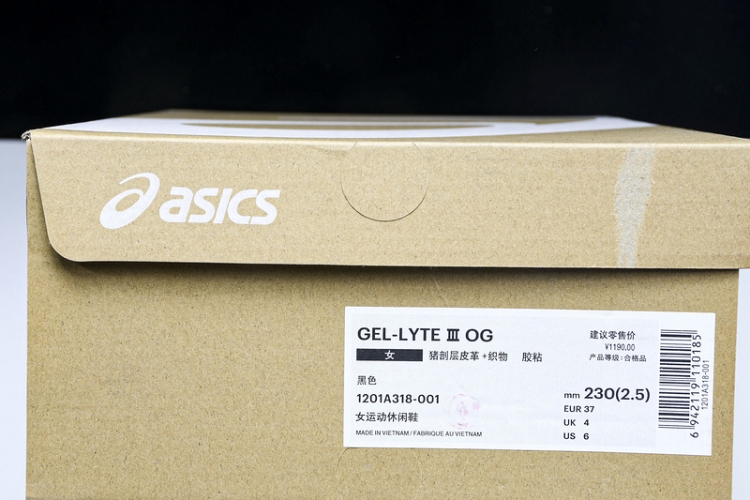 asics
GEL-LYTE III OG
女 猪剖层皮革+织物 胶粘
黑色
1201A318-001
女运动休闲鞋
MADE IN VIETNAM / FABRIQUE AU VIETNAM
建议零售价
¥1190.00
产品等级:合格品
mm 230(2.5)
EUR 37
UK 4
US 6
6 942119 110185
1201A318-001